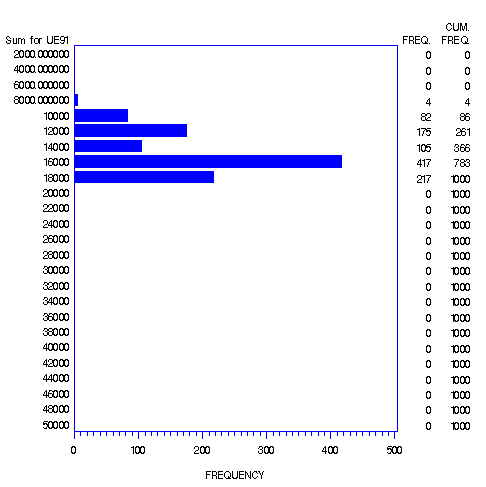 CUM.
Sum for UE91 FREQ. FREQ.
2000.000000 0 0
4000.000000 0 0
6000.000000 0 0
8000.000000 4 4
10000 82 86
12000 175 261
14000 105 366
16000 417 783
18000 217 1000
20000 0 1000
22000 0 1000
24000 0 1000
26000 0 1000
28000 0 1000
30000 0 1000
32000 0 1000
34000 0 1000
36000 0 1000
38000 0 1000
40000 0 1000
42000 0 1000
44000 0 1000
46000 0 1000
48000 0 1000
50000 0 1000
0 100 200 300 400 500
FREQUENCY